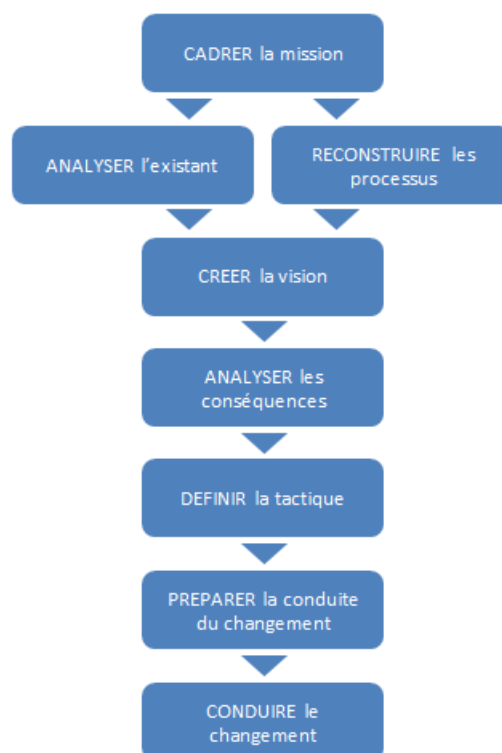 CADRER la mission
ANALYSER l'existant
RECONSTRUIRE les
processus
CREER la vision
ANALYSER les
conséquences
DEFINIR la tactique
PREPARER la conduite
du changement
CONDUIRE le
changement